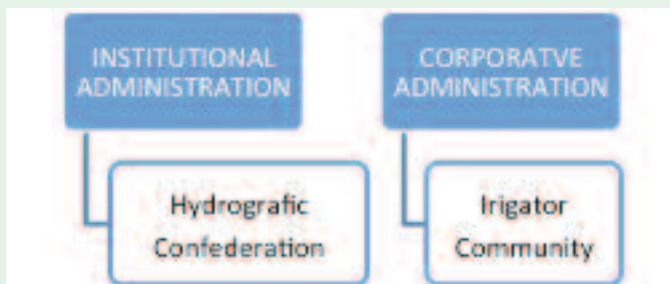 INSTITUTIONAL
ADMINISTRATION
Hydrografic
Confederation
CORPORATVE
ADMINISTRATION
Irigator
Community